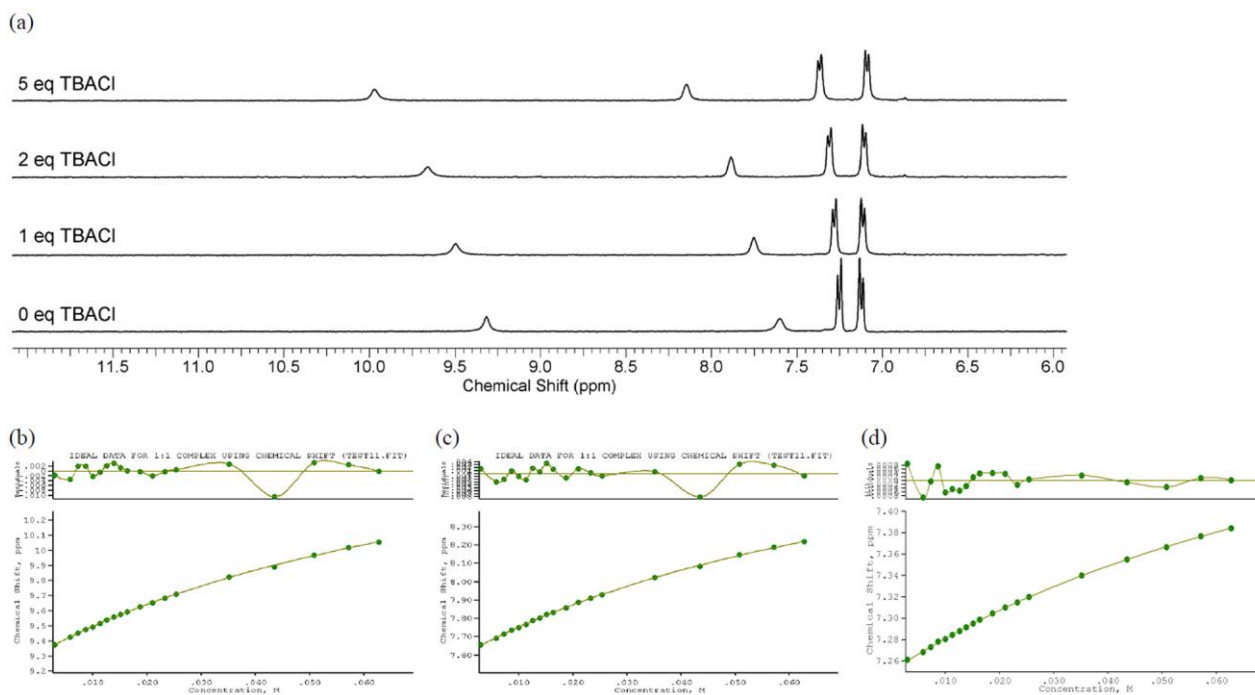 (a)
5 eq TBACl
2 eq TBACl
1 eq TBACl
0 eq TBACl
11.5 11.0 10.5 10.0 9.5 9.0 8.5 8.0 7.5 7.0 6.5 6.0
Chemical Shift (ppm)
(b)
IDEAL DATA FOR 1:1 COMPLEX USING CHEMICAL SHIFT (TEST11.FIT)
10.2
10.1
10
9.9
9.8
9.7
9.6
9.5
9.4
9.3
9.2
Chemical Shift, ppm
.010 .020 .030 .040 .050 .060
Concentration, M
(c)
IDEAL DATA FOR 1:1 COMPLEX USING CHEMICAL SHIFT (TEST11.FIT)
8.30
8.20
8.10
8.00
7.90
7.80
7.70
7.60
Chemical Shift, ppm
.010 .020 .030 .040 .050 .060
Concentration, M
(d)
7.40
7.38
7.36
7.34
7.32
7.30
7.28
7.26
Chemical Shift, ppm
.010 .020 .030 .040 .050 .060
Concentration, M